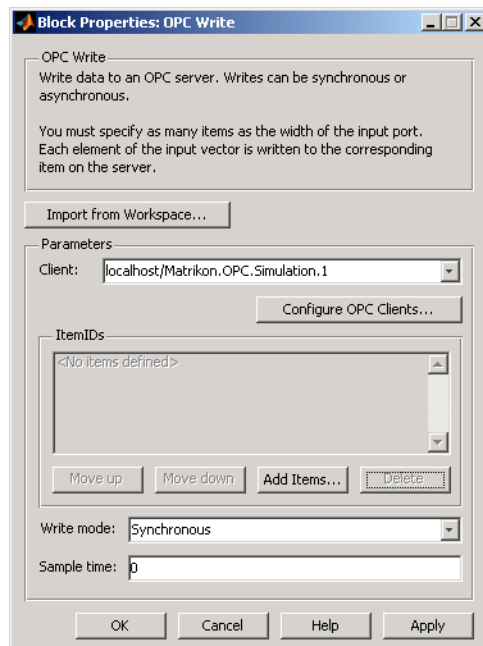 Block Properties: OPC Write
OPC Write
Write data to an OPC server. Writes can be synchronous or
asynchronous.
You must specify as many items as the width of the input port.
Each element of the input vector is written to the corresponding
item on the server.
Import from Workspace...
Parameters
Client: localhost/Matrikon.OPC.Simulation.1
Configure OPC Clients...
ItemIDs
<No items defined>
Move up Move down Add Items... Delete
Write mode: Synchronous
Sample time: 0
OK Cancel Help Apply